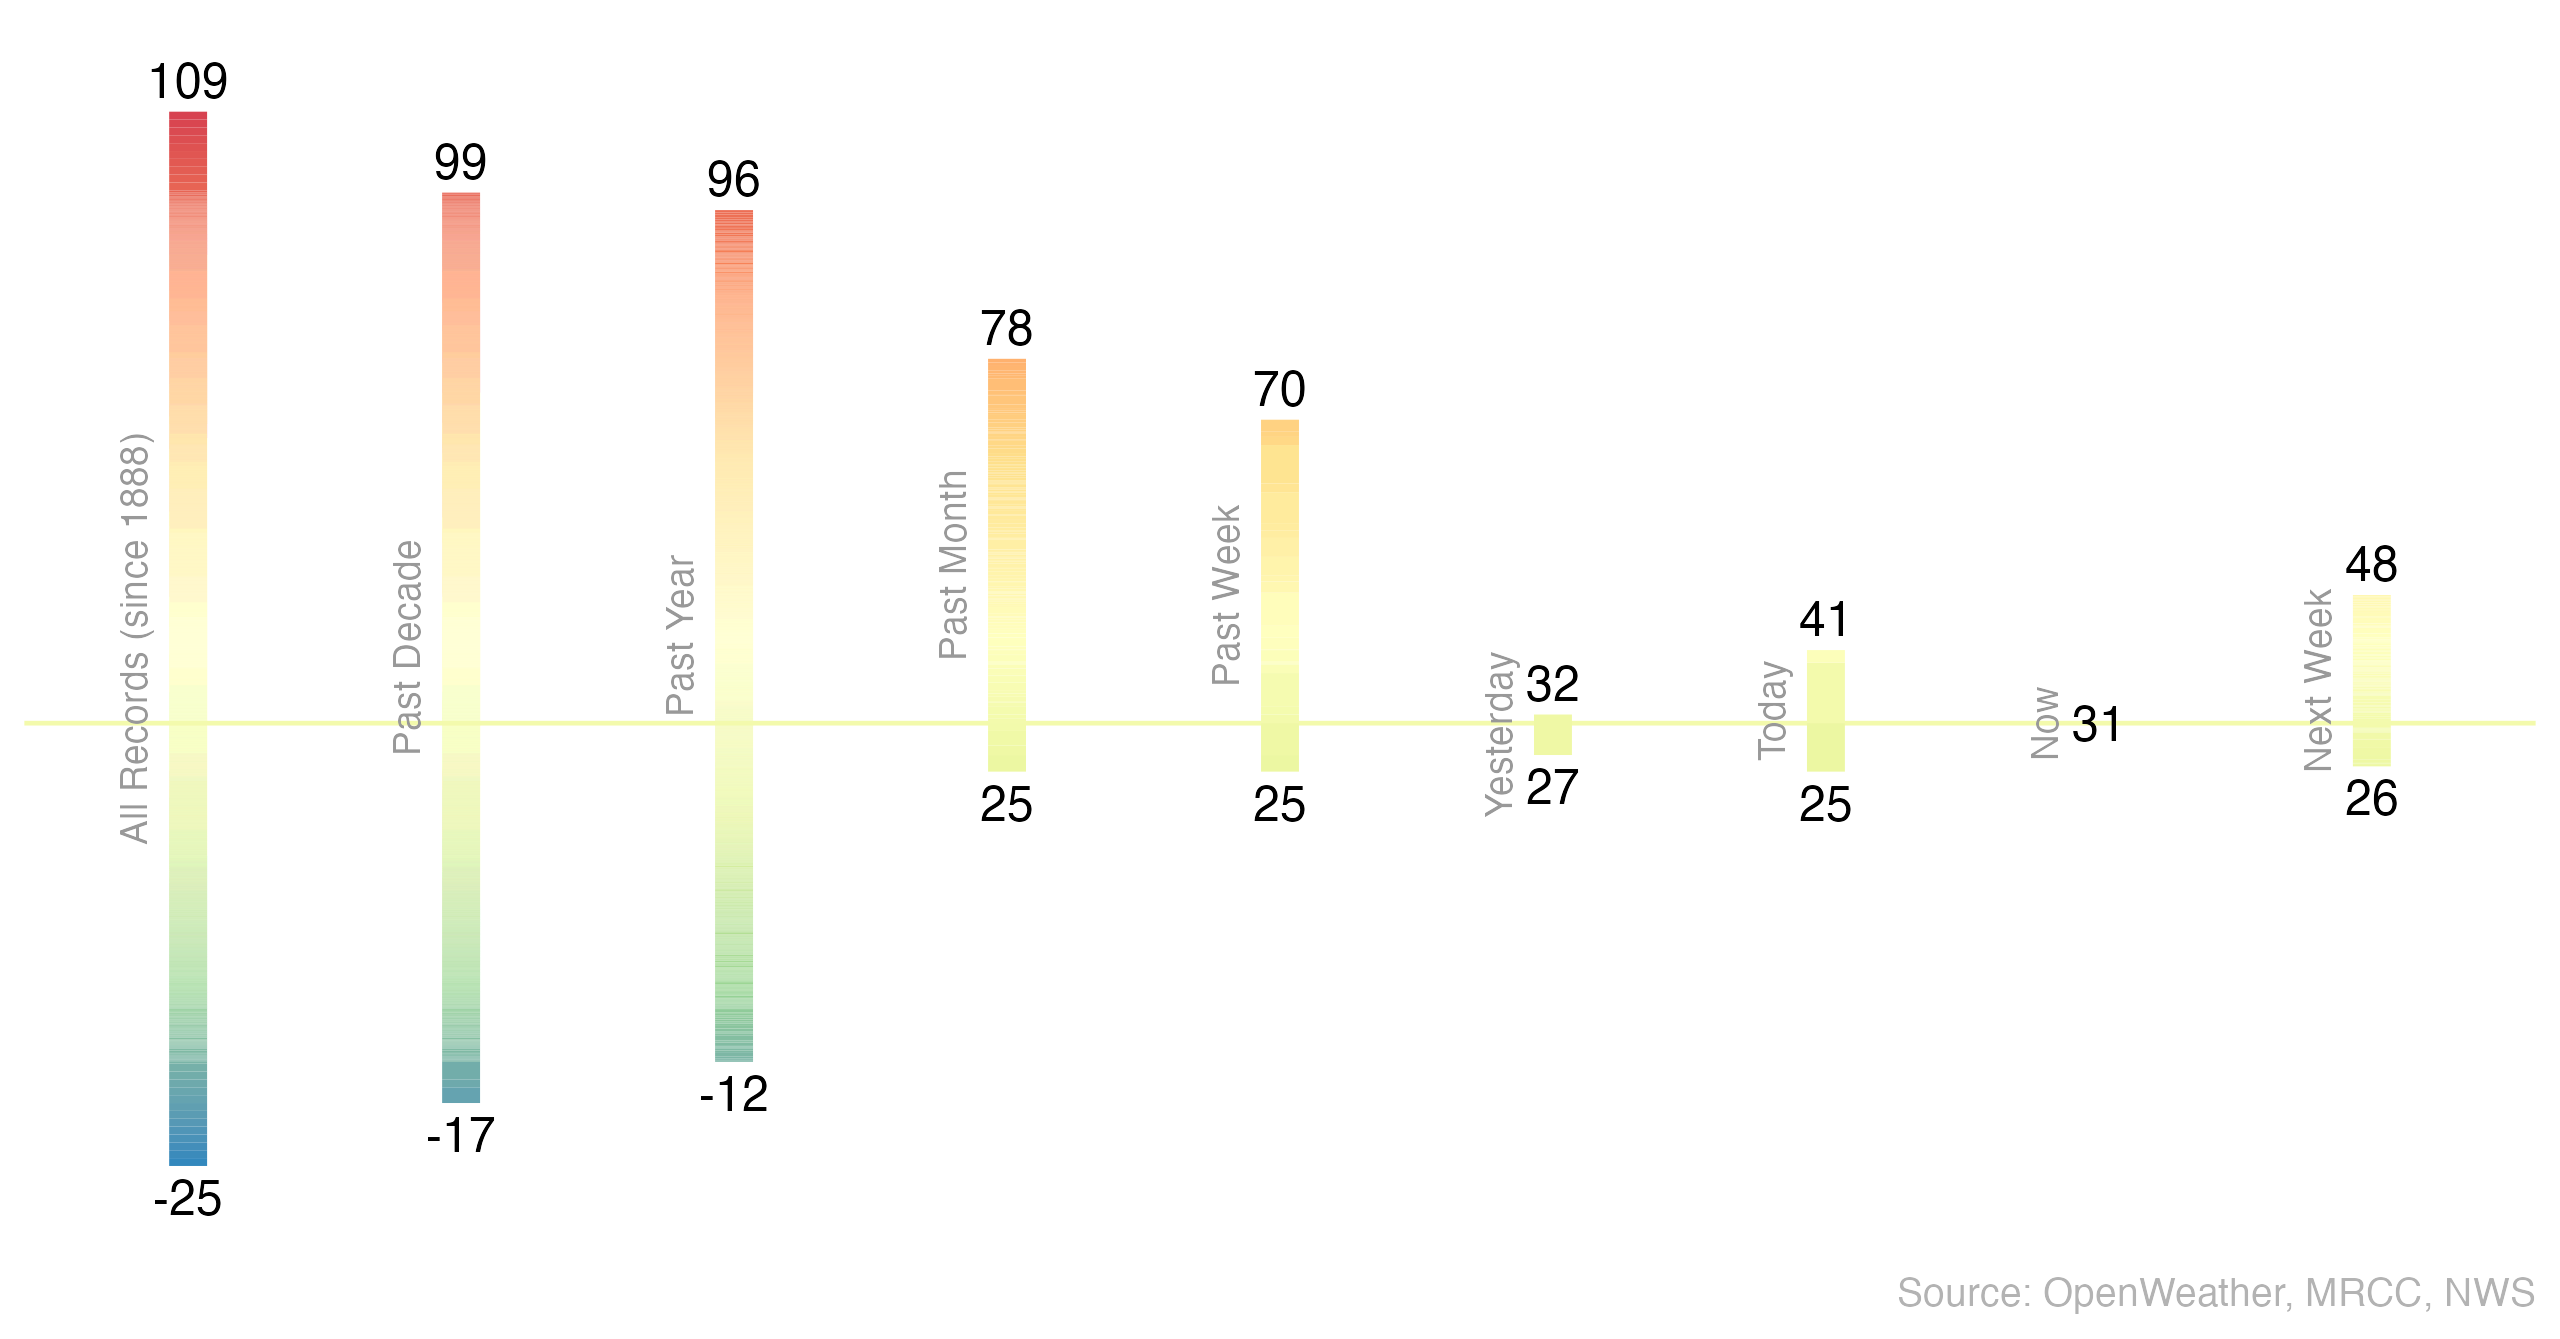 All Records (since 1888)
109
-25
Past Decade
99
-17
Past Year
96
-12
Past Month
78
25
Past Week
70
25
Yesterday
32
27
Today
41
25
Now
31
Next Week
48
26
Source: OpenWeather, MRCC, NWS